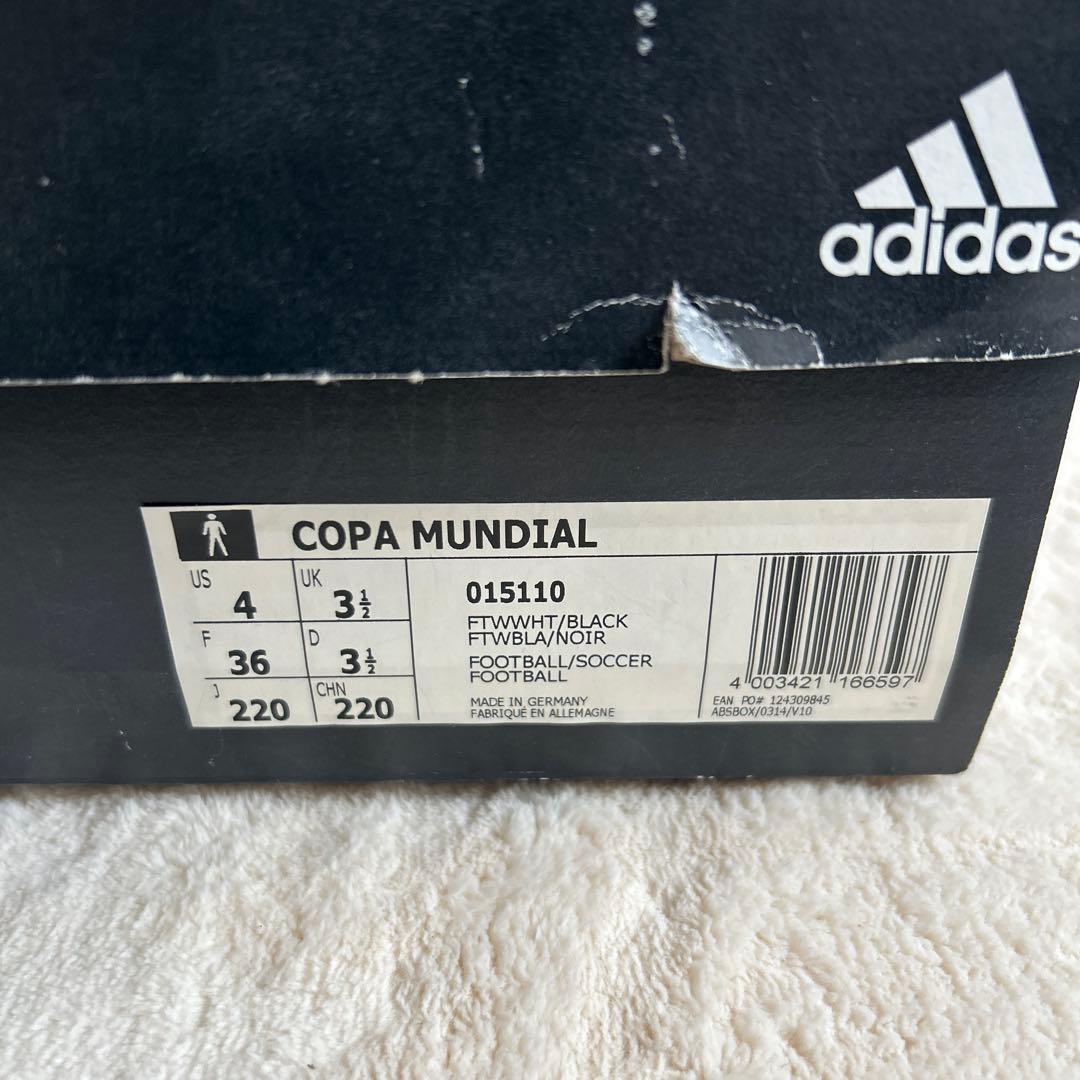 adidas
COPA MUNDIAL
US 4 UK 3½
F 36 D 3½
J 220 CHN 220
015110
FTWWHT/BLACK
FTWBLA/NOIR
FOOTBALL/SOCCER
FOOTBALL
MADE IN GERMANY
FABRIQUÉ EN ALLEMAGNE
4 003421 166597
EAN PO# 124309845
ABSBOX/0314/V10